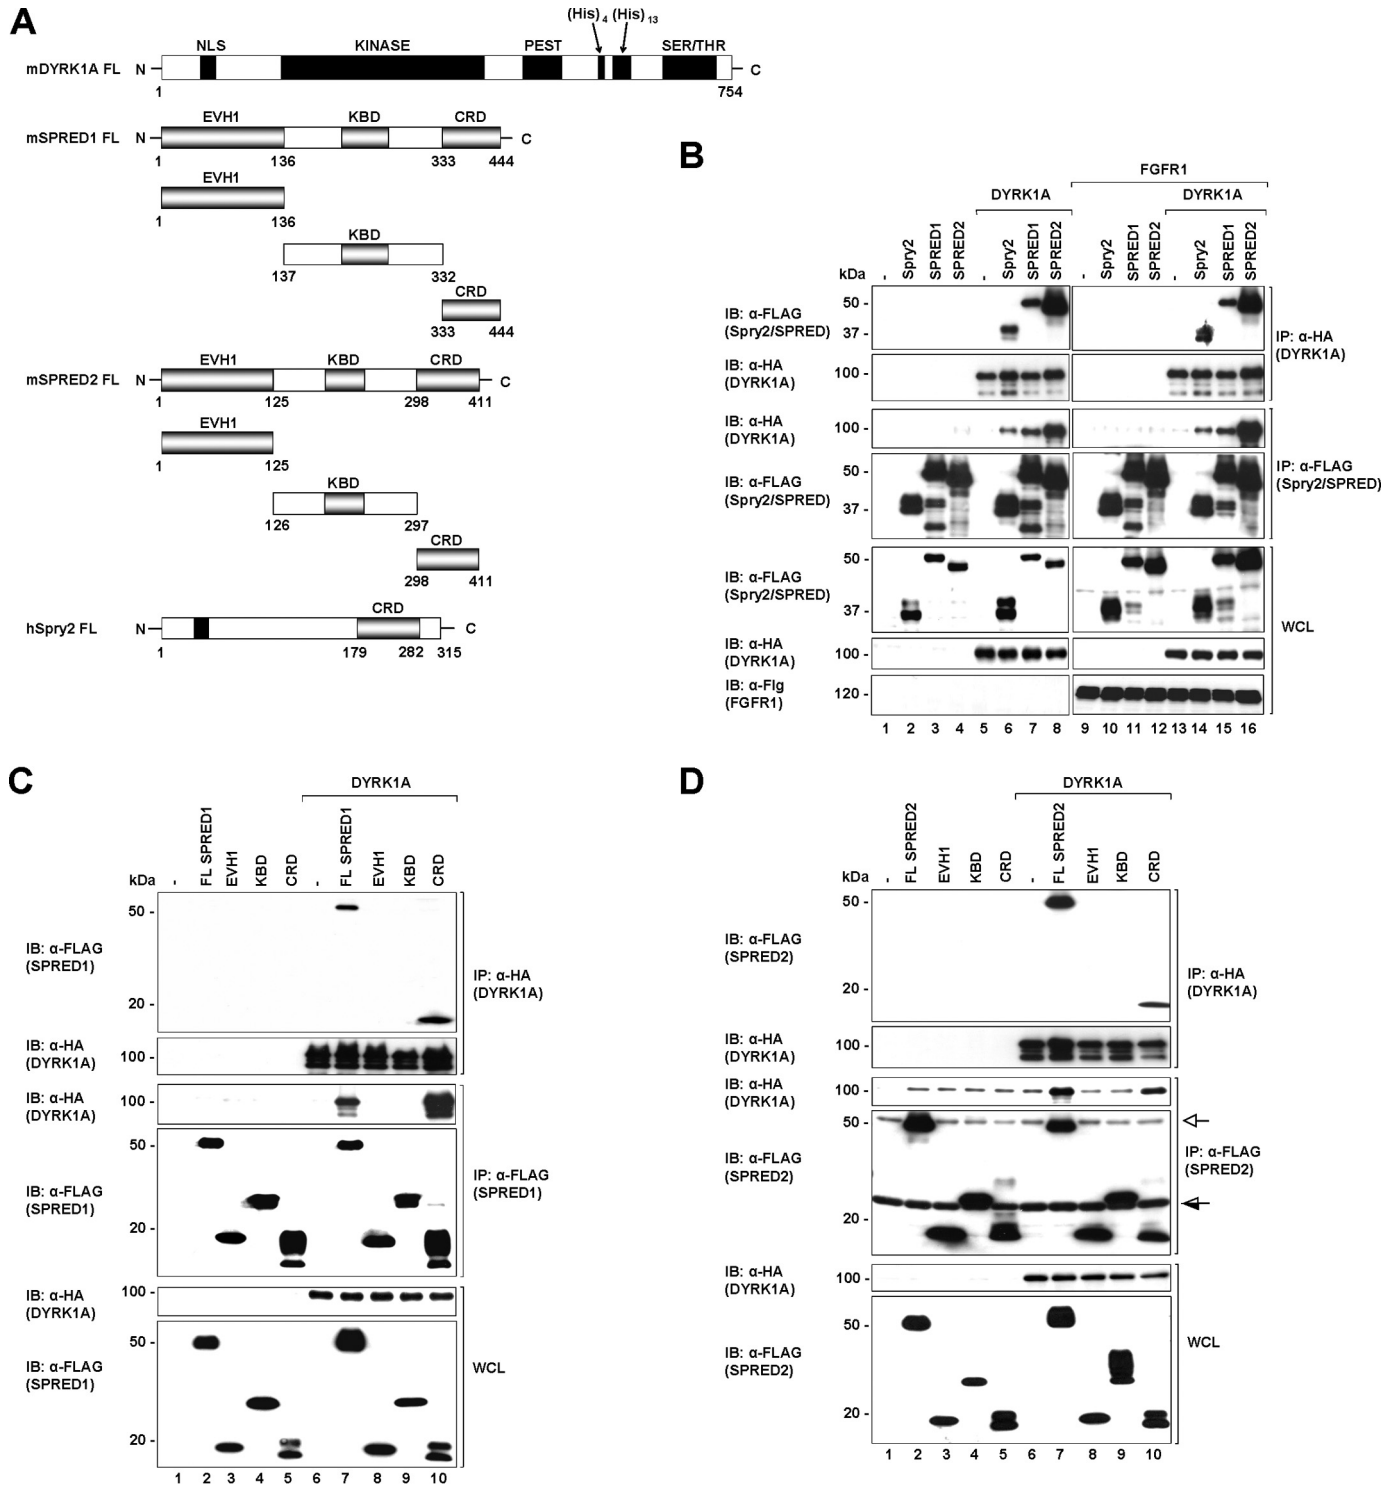 A
(His)4 (His)13
NLS KINASE PEST SER/THR
mDYRK1A FL N C
1 754
EVH1 KBD CRD
mSPRED1 FL N C
1 136 333 444
EVH1
1 136
KBD
137 332
CRD
333 444
EVH1 KBD CRD
mSPRED2 FL N C
1 125 298 411
EVH1
1 125
KBD
126 297
CRD
298 411
CRD
hSpry2 FL N C
1 179 282 315
B
FGFR1
DYRK1A DYRK1A
- Spry2 SPRED1 SPRED2 - Spry2 SPRED1 SPRED2 - Spry2 SPRED1 SPRED2 - Spry2 SPRED1 SPRED2
kDa
50 -
IB: α-FLAG
(Spry2/SPRED)
37 -
IP: α-HA
(DYRK1A)
IB: α-HA
(DYRK1A)
100 -
IB: α-HA
(DYRK1A)
100 -
50 -
IB: α-FLAG
(Spry2/SPRED)
37 -
IP: α-FLAG
(Spry2/SPRED)
50 -
IB: α-FLAG
(Spry2/SPRED)
37 -
WCL
IB: α-HA
(DYRK1A)
100 -
IB: α-Flg
(FGFR1)
120 -
1 2 3 4 5 6 7 8 9 10 11 12 13 14 15 16
C
DYRK1A
- FL SPRED1 EVH1 KBD CRD - FL SPRED1 EVH1 KBD CRD
kDa
50 -
IB: α-FLAG
(SPRED1)
20 -
IP: α-HA
(DYRK1A)
IB: α-HA
(DYRK1A)
100 -
IB: α-HA
(DYRK1A)
100 -
50 -
IB: α-FLAG
(SPRED1)
20 -
IP: α-FLAG
(SPRED1)
IB: α-HA
(DYRK1A)
100 -
50 -
IB: α-FLAG
(SPRED1)
20 -
WCL
1 2 3 4 5 6 7 8 9 10
D
DYRK1A
- FL SPRED2 EVH1 KBD CRD - FL SPRED2 EVH1 KBD CRD
kDa
50 -
IB: α-FLAG
(SPRED2)
20 -
IP: α-HA
(DYRK1A)
IB: α-HA
(DYRK1A)
100 -
IB: α-HA
(DYRK1A)
100 -
50 -
IB: α-FLAG
(SPRED2)
20 -
IP: α-FLAG
(SPRED2)
IB: α-HA
(DYRK1A)
100 -
50 -
IB: α-FLAG
(SPRED2)
20 -
WCL
1 2 3 4 5 6 7 8 9 10